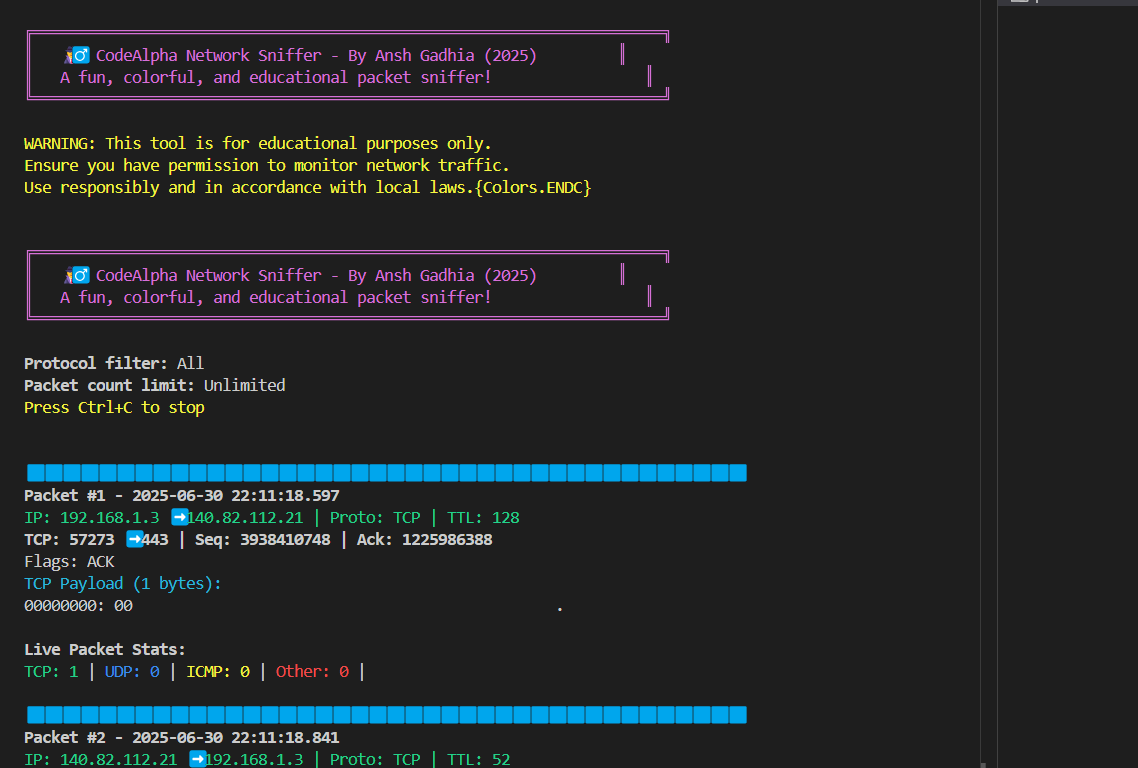 🕵️‍♂️ CodeAlpha Network Sniffer - By Ansh Gadhia (2025)
A fun, colorful, and educational packet sniffer!
WARNING: This tool is for educational purposes only.
Ensure you have permission to monitor network traffic.
Use responsibly and in accordance with local laws.{Colors.ENDC}
🕵️‍♂️ CodeAlpha Network Sniffer - By Ansh Gadhia (2025)
A fun, colorful, and educational packet sniffer!
Protocol filter: All
Packet count limit: Unlimited
Press Ctrl+C to stop
Packet #1 - 2025-06-30 22:11:18.597
IP: 192.168.1.3 ➡️140.82.112.21 | Proto: TCP | TTL: 128
TCP: 57273 ➡️443 | Seq: 3938410748 | Ack: 1225986388
Flags: ACK
TCP Payload (1 bytes):
00000000: 00 .
Live Packet Stats:
TCP: 1 | UDP: 0 | ICMP: 0 | Other: 0 |
Packet #2 - 2025-06-30 22:11:18.841
IP: 140.82.112.21 ➡️192.168.1.3 | Proto: TCP | TTL: 52